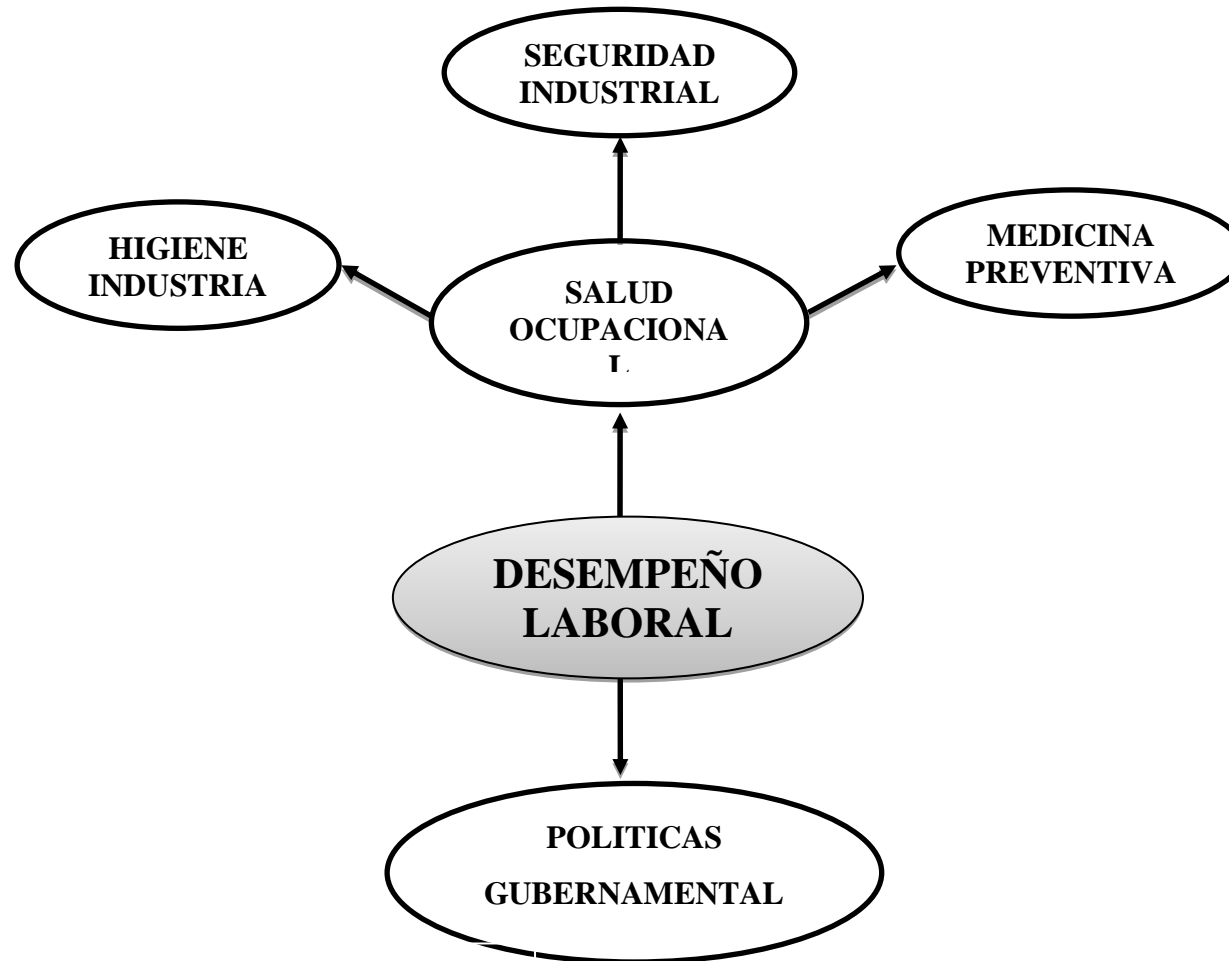 SEGURIDAD
INDUSTRIAL
HIGIENE
INDUSTRIA
MEDICINA
PREVENTIVA
SALUD
OCUPACIONA
L
DESEMPEÑO
LABORAL
POLITICAS
GUBERNAMENTAL